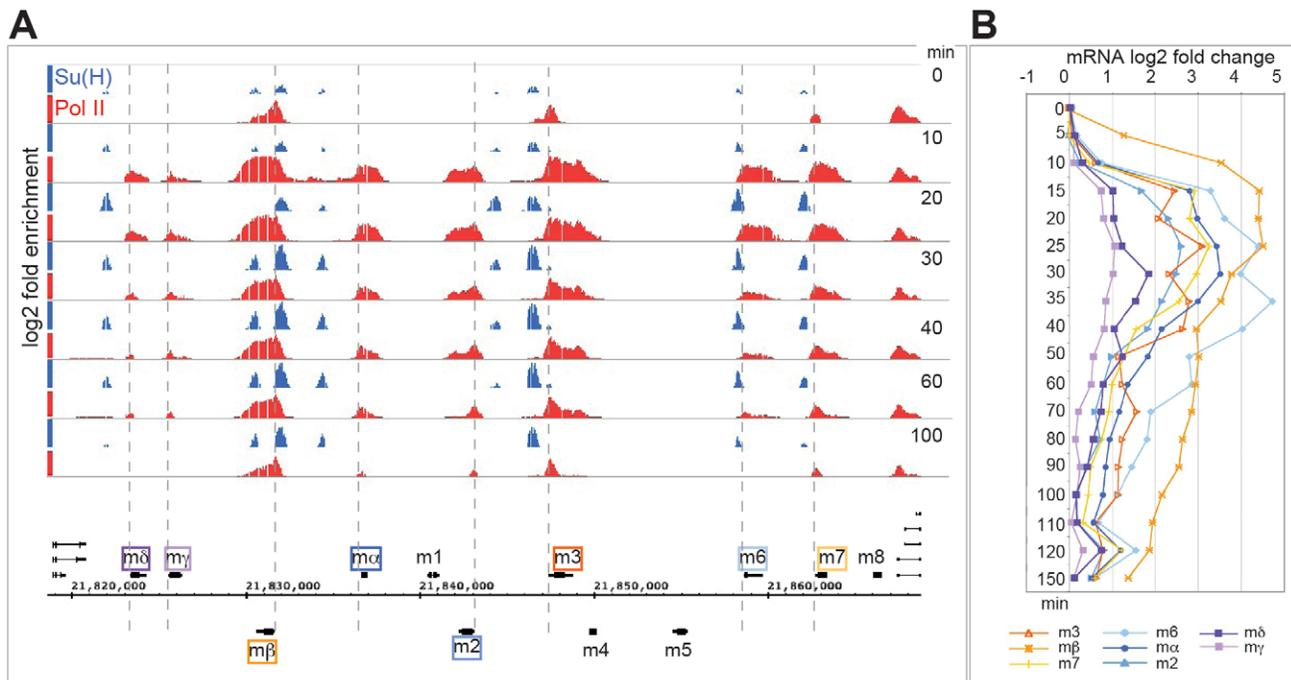 A
min
Su(H)
Pol II
log2 fold enrichment
0
10
20
30
40
60
100
mδ mγ mα m1 m3 m6 m7 m8
21,820,000 21,830,000 21,840,000 21,850,000 21,860,000
mβ m2 m4 m5
B
mRNA log2 fold change
-1 0 1 2 3 4 5
0
5
10
15
20
25
30
35
40
50
60
70
80
90
100
110
120
150
min
m3 m6 mδ
mβ mα mγ
m7 m2